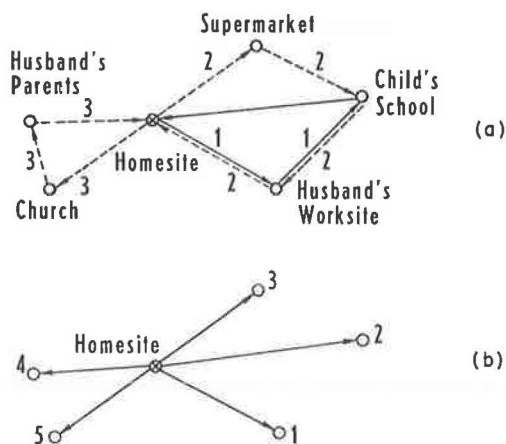 Supermarket
Husband's
Parents
2
2
Child's
School
3
1
1
(a)
3
Homesite
2
2
3
Church
Husband's
Worksite
3
Homesite
2
4
(b)
5
1